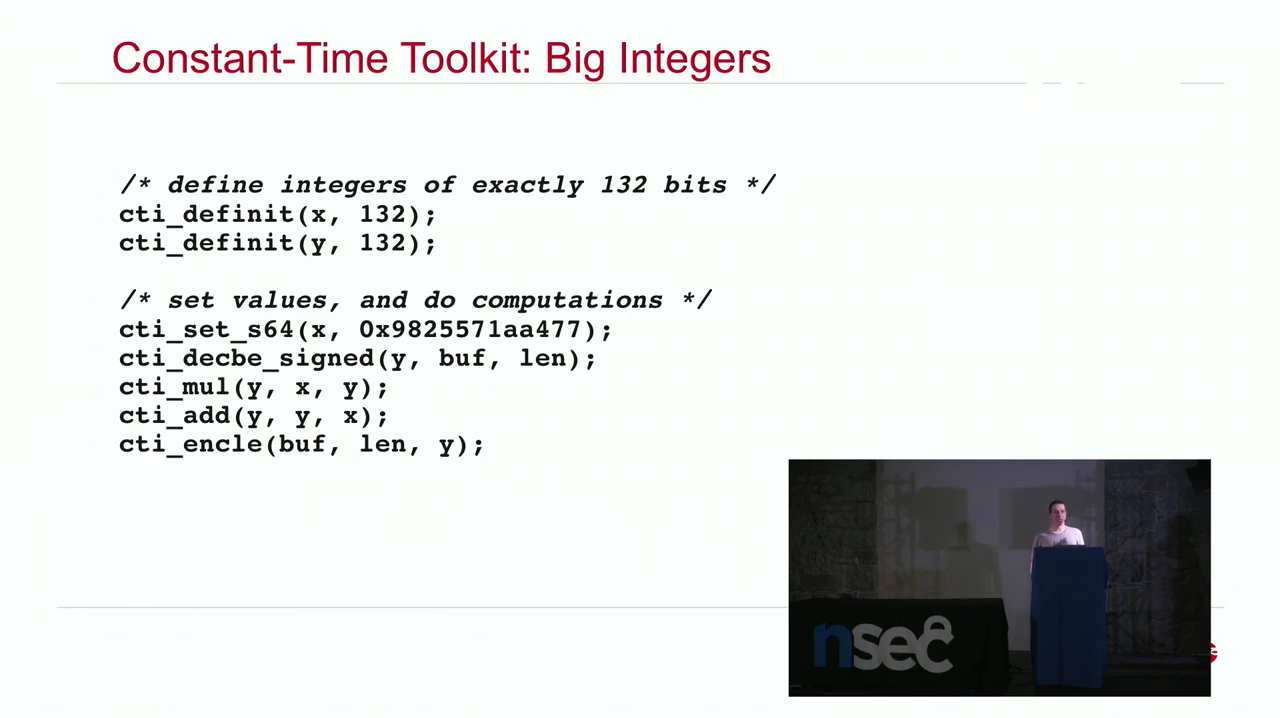 Constant-Time Toolkit: Big Integers
/* define integers of exactly 132 bits */
cti_definit(x, 132);
cti_definit(y, 132);
/* set values, and do computations */
cti_set_s64(x, 0x9825571aa477);
cti_decbe_signed(y, buf, len);
cti_mul(y, x, y);
cti_add(y, y, x);
cti_encle(buf, len, y);
nsec